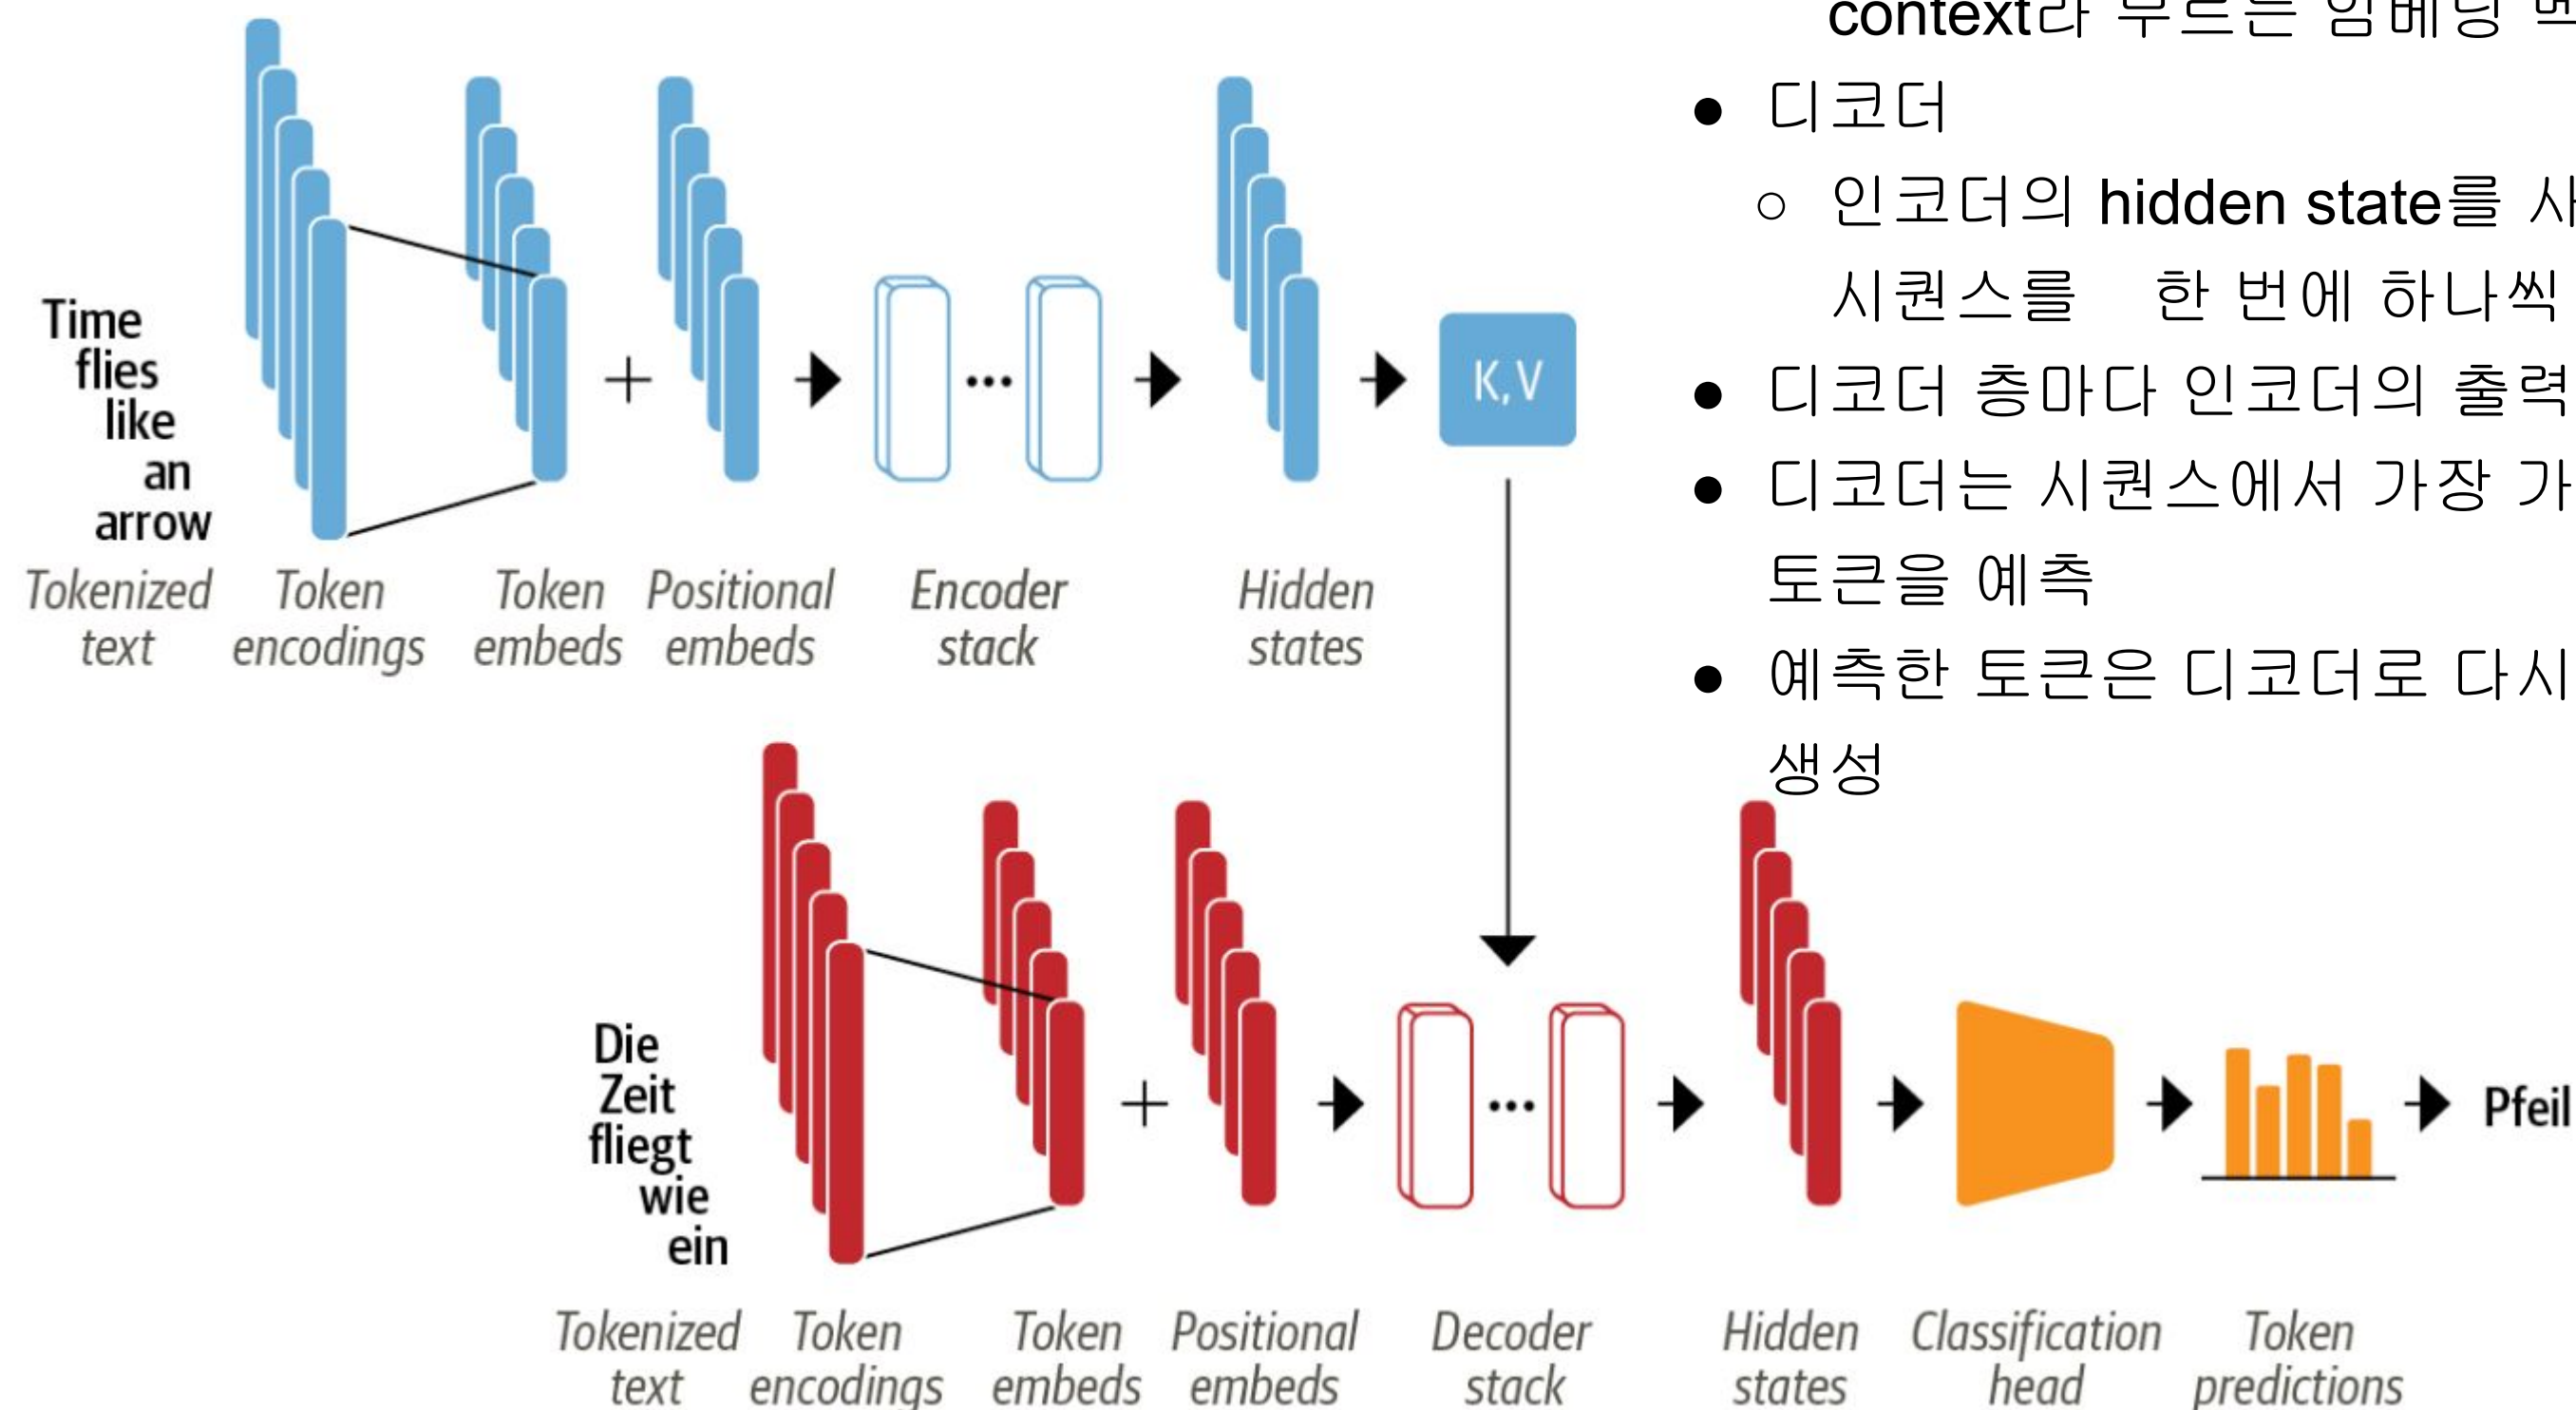 context라 부르는 임베딩
● 디코더
○ 인코더의 hidden state를
시퀀스를 한 번에 하나씩
● 디코더 층마다 인코더의 출력
● 디코더는 시퀀스에서 가장 가
토큰을 예측
● 예측한 토큰은 디코더로 다시
생성
Time
flies
like
an
arrow
K,V
Tokenized
text
Token
encodings
Token
embeds
Positional
embeds
Encoder
stack
Hidden
states
Die
Zeit
fliegt
wie
ein
+
+
...
...
Pfeil
Tokenized
text
Token
encodings
Token
embeds
Positional
embeds
Decoder
stack
Hidden
states
Classification
head
Token
predictions